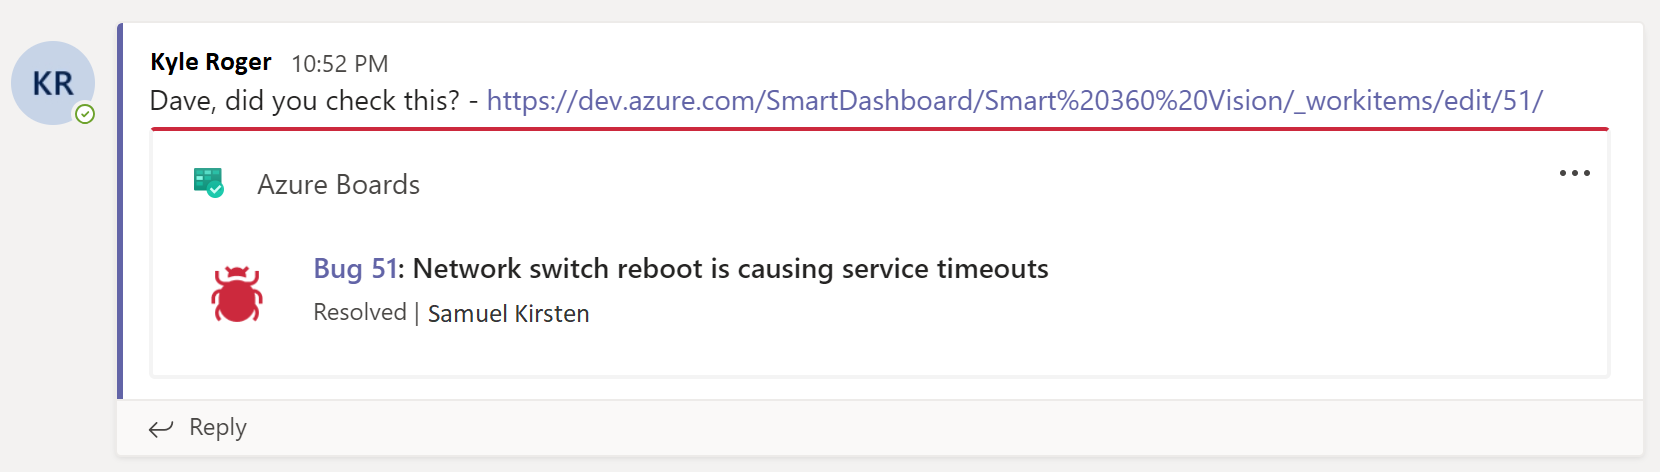 KR
Kyle Roger 10:52 PM
Dave, did you check this? - https://dev.azure.com/SmartDashboard/Smart%20360%20Vision/_workitems/edit/51/
Azure Boards
Bug 51: Network switch reboot is causing service timeouts
Resolved | Samuel Kirsten
Reply